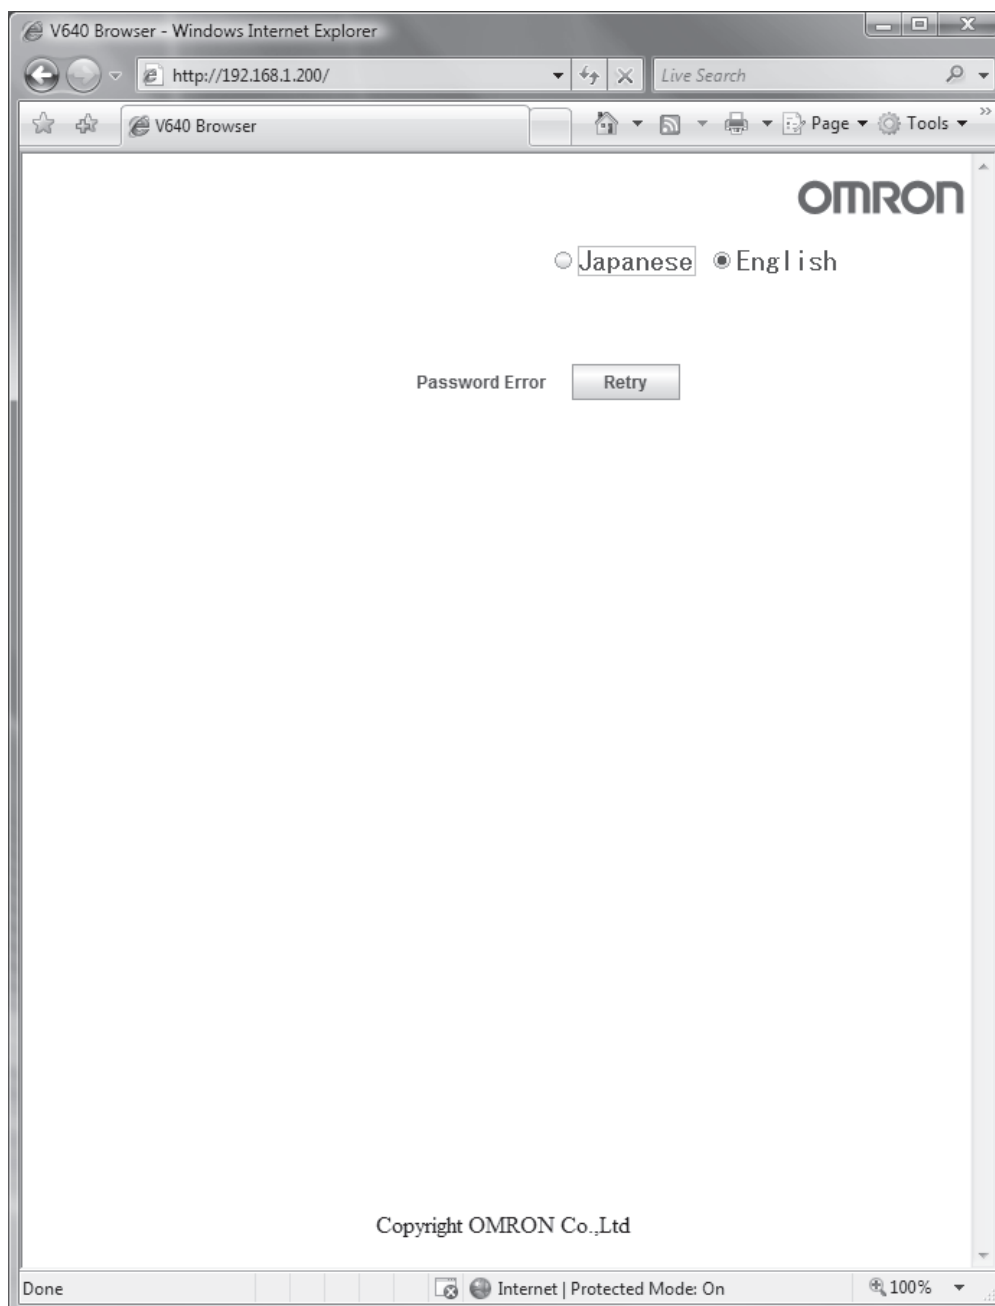 V640 Browser - Windows Internet Explorer
http://192.168.1.200/
Live Search
V640 Browser
Page
Tools
OMRON
Japanese English
Password Error Retry
Copyright OMRON Co.,Ltd
Done
Internet | Protected Mode: On
100%